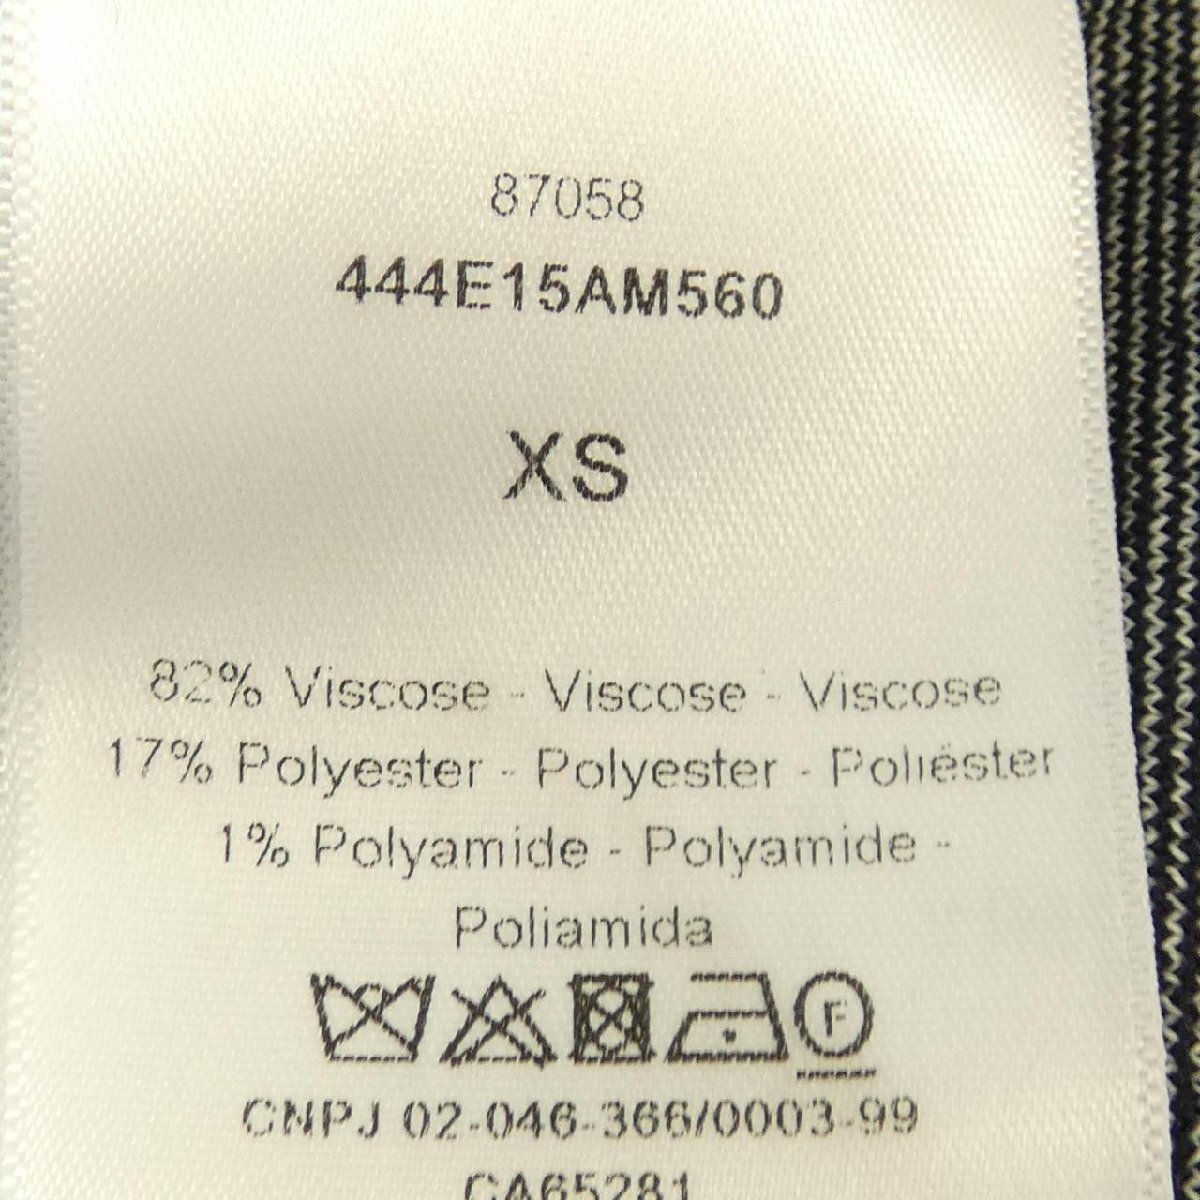 87058
444E15AM560
XS
82% Viscose - Viscose - Viscose
17% Polyester - Polyester - Poliéster
1% Polyamide - Polyamide -
Poliamida
F
CNPJ 02-046-366/0003-99
CA65281